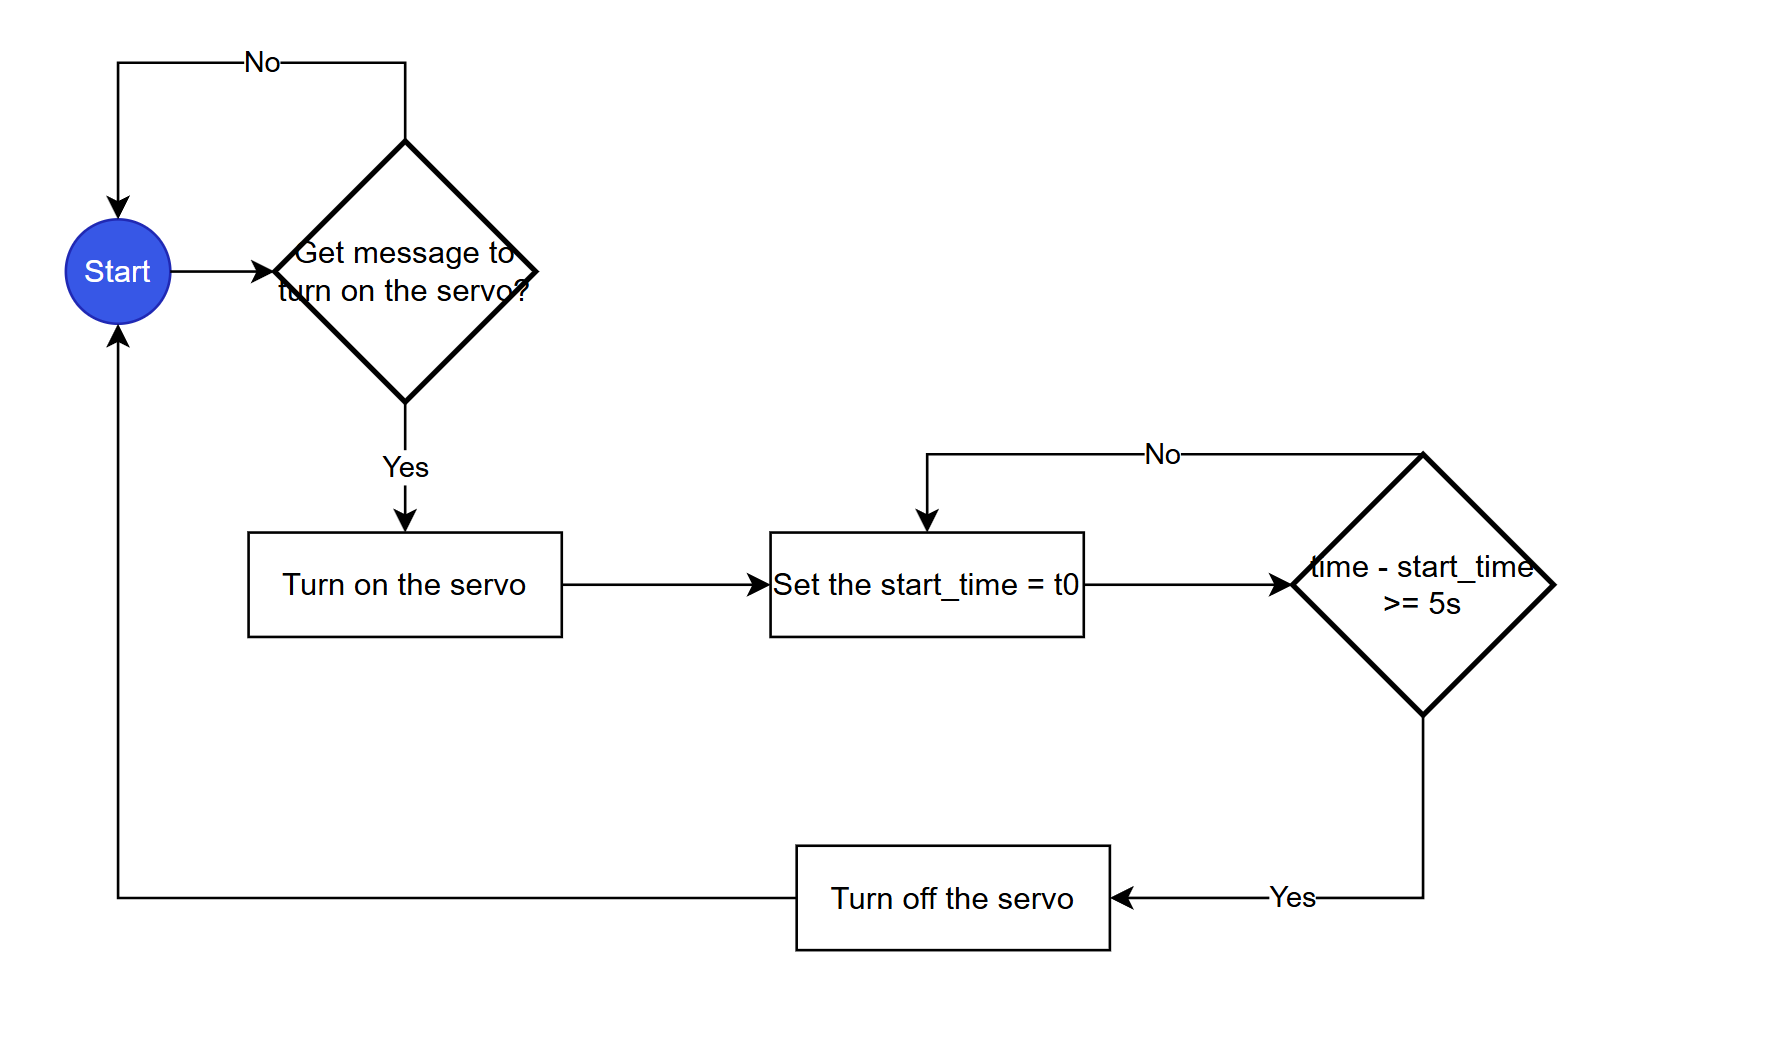 No
Start
Get message to
turn on the servo?
Yes
No
Turn on the servo
Set the start_time = t0
time - start_time
>= 5s
Turn off the servo
Yes